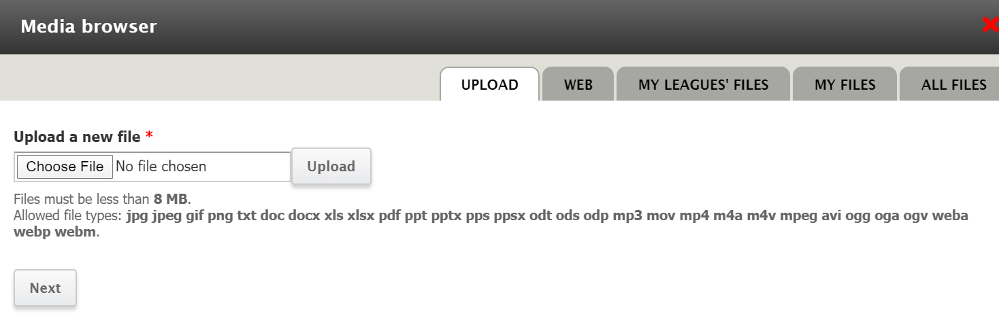 Media browser
UPLOAD WEB MY LEAGUES' FILES MY FILES ALL FILES
Upload a new file *
Choose File No file chosen Upload
Files must be less than 8 MB.
Allowed file types: jpg jpeg gif png txt doc docx xls xlsx pdf ppt pptx pps ppsx odt ods odp mp3 mov mp4 m4a m4v mpeg avi ogg oga ogv weba
webp webm.
Next